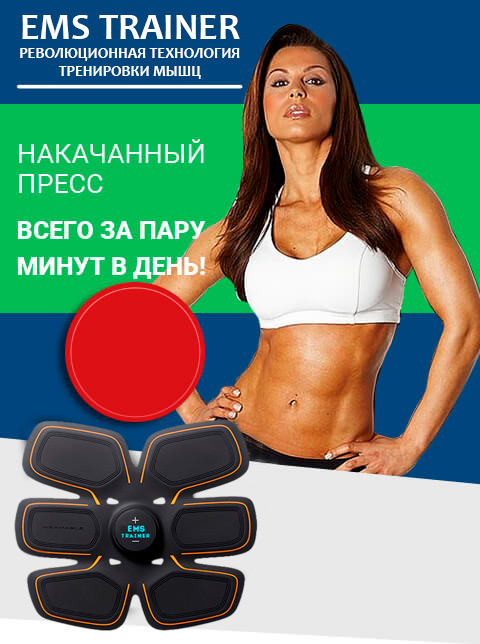 EMS TRAINER
РЕВОЛЮЦИОННАЯ ТЕХНОЛОГИЯ
ТРЕНИРОВКИ МЫШЦ
НАКАЧАННЫЙ
ПРЕСС
ВСЕГО ЗА ПАРУ
МИНУТ В ДЕНЬ!
EMS
TRAINER